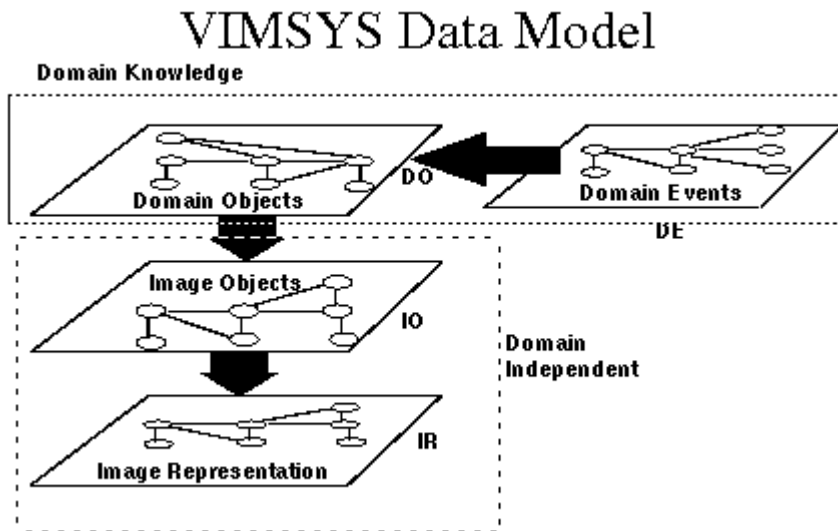 VIMSYS Data Model
Domain Knowledge
DO
Domain Objects
Domain Events
DE
Image Objects
IO
Domain
Independent
IR
Image Representation